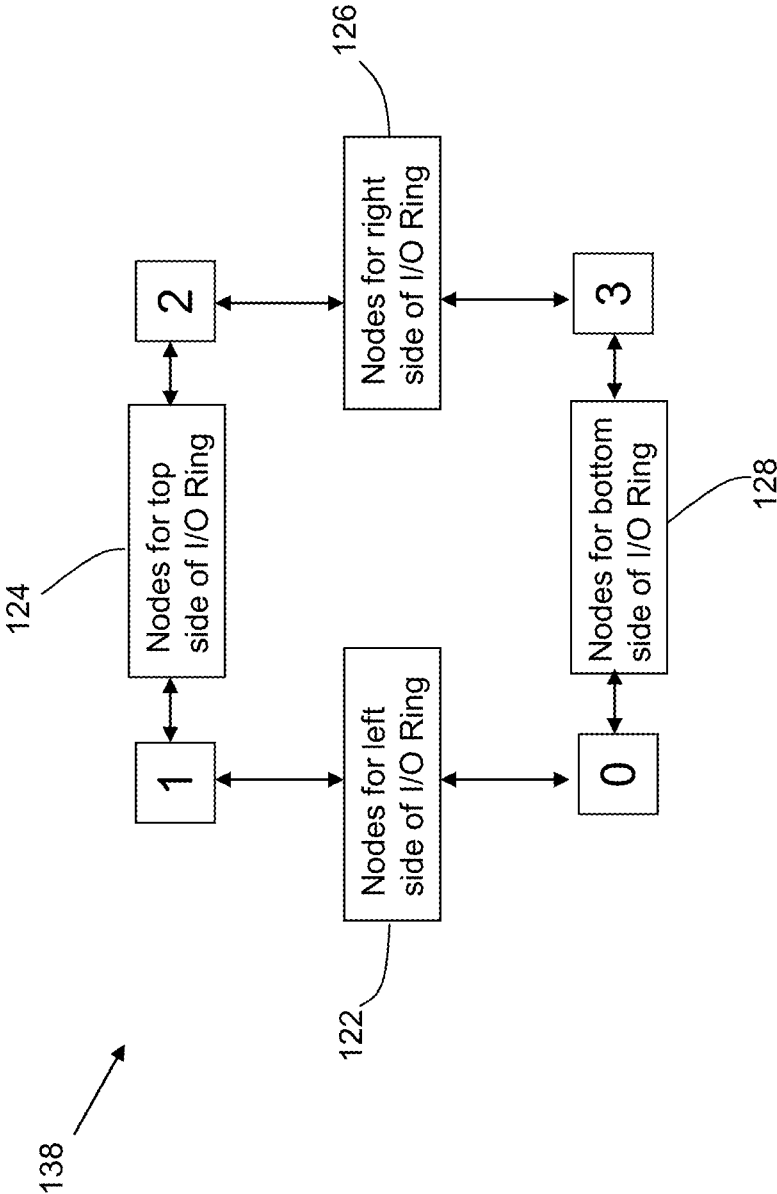 138
124
1
Nodes for top
side of I/O Ring
2
122
Nodes for left
side of I/O Ring
Nodes for right
side of I/O Ring
126
0
Nodes for bottom
side of I/O Ring
3
128